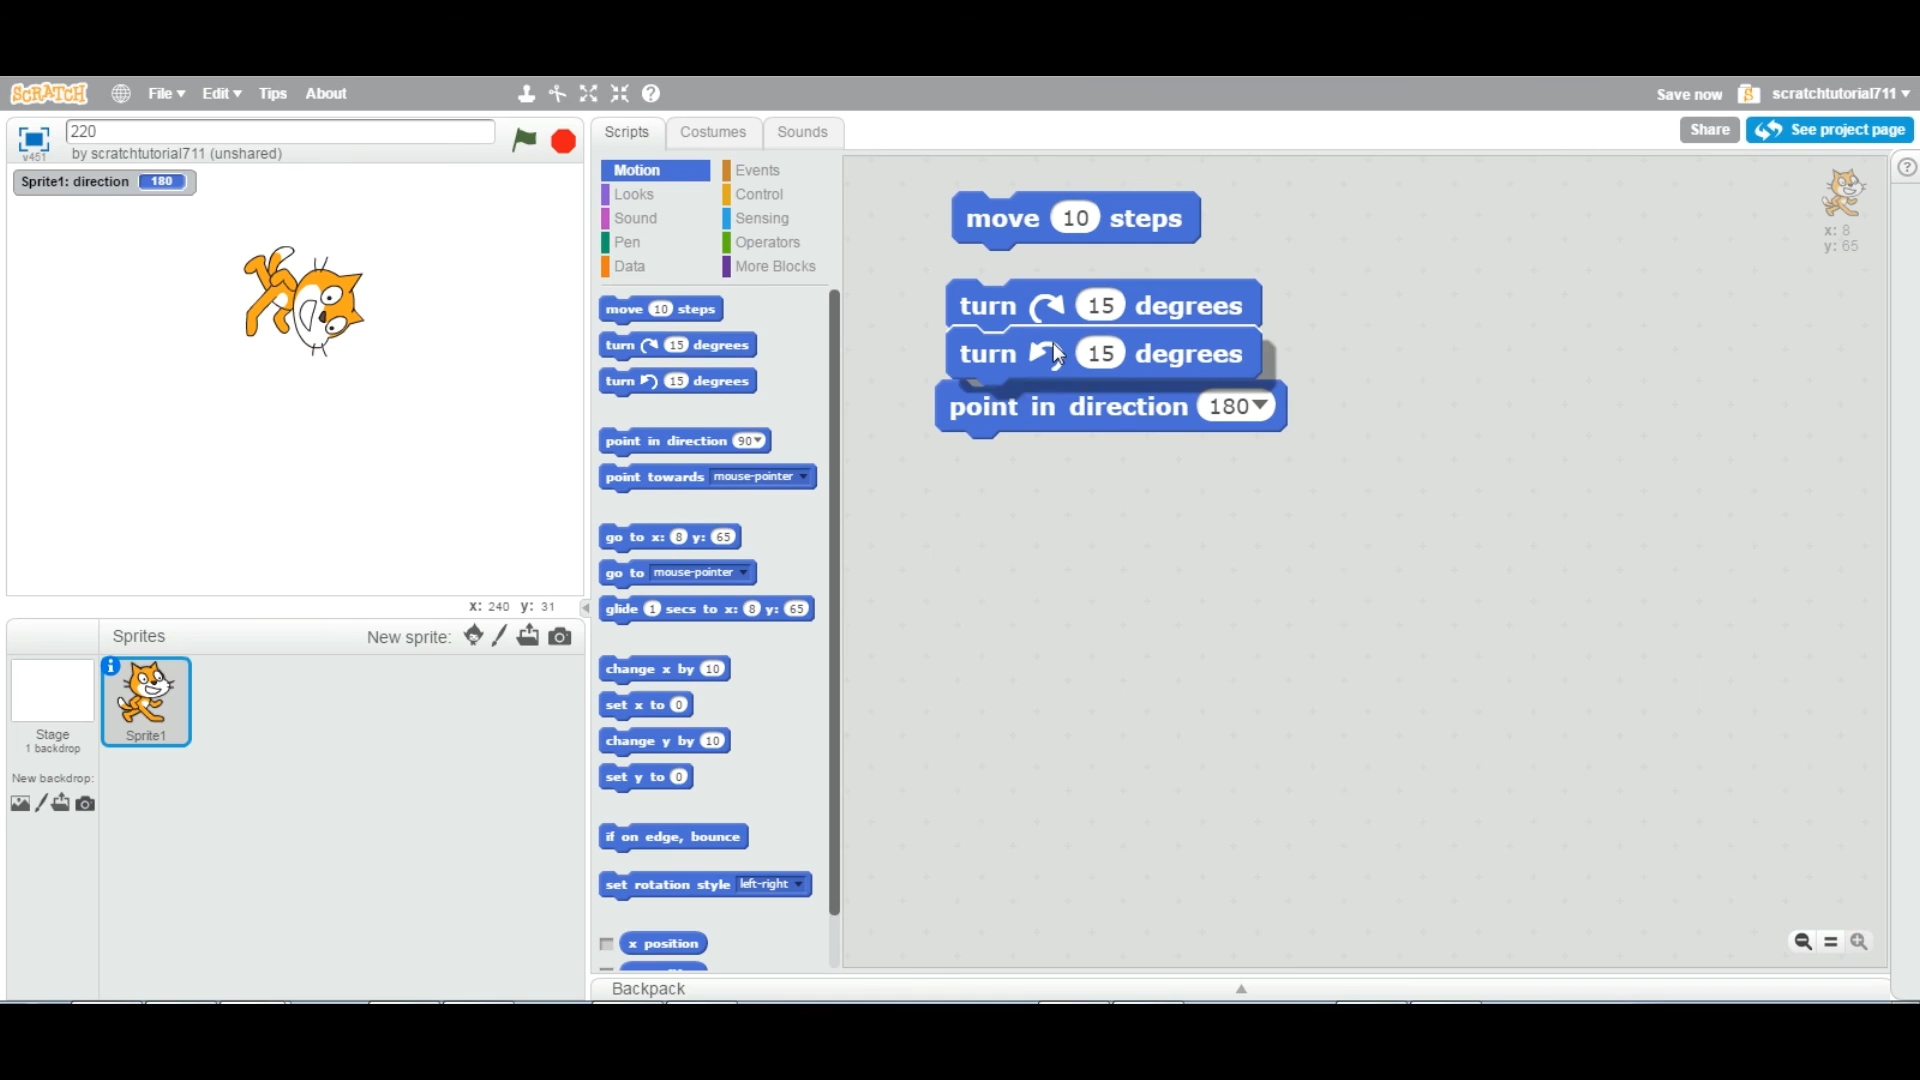 SCRATCH File Edit Tips About Save now scratchtutorial711
v451
220
by scratchtutorial711 (unshared)
Share See project page
Sprite1: direction 180
x: 240 y: 31
Sprites New sprite:
Sprite1
Stage
1 backdrop
New backdrop:
Scripts Costumes Sounds
Motion Events
Looks Control
Sound Sensing
Pen Operators
Data More Blocks
move 10 steps
turn 15 degrees
turn 15 degrees
point in direction 90
point towards mouse-pointer
go to x: 8 y: 65
go to mouse-pointer
glide 1 secs to x: 8 y: 65
change x by 10
set x to 0
change y by 10
set y to 0
if on edge, bounce
set rotation style left-right
x position
Backpack
move 10 steps
turn 15 degrees
turn 15 degrees
point in direction 180
x: 8
y: 65